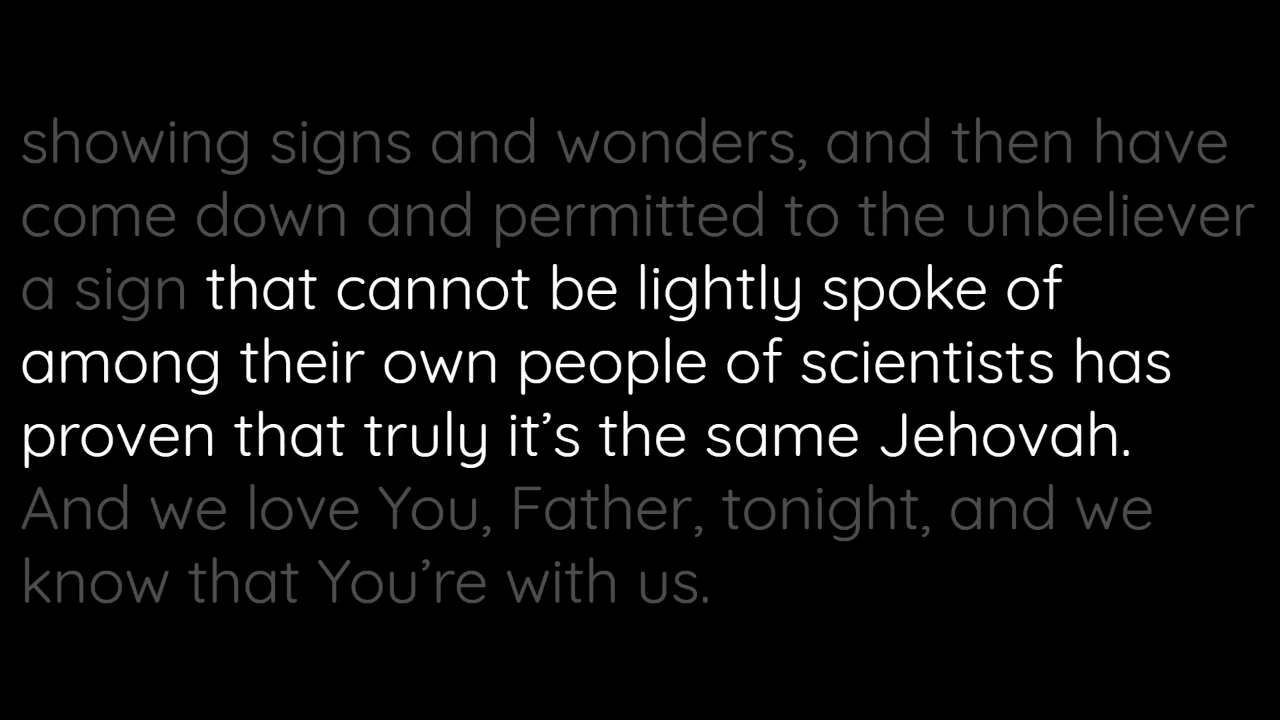 showing signs and wonders, and then have
come down and permitted to the unbeliever
a sign that cannot be lightly spoke of
among their own people of scientists has
proven that truly it’s the same Jehovah.
And we love You, Father, tonight, and we
know that You’re with us.